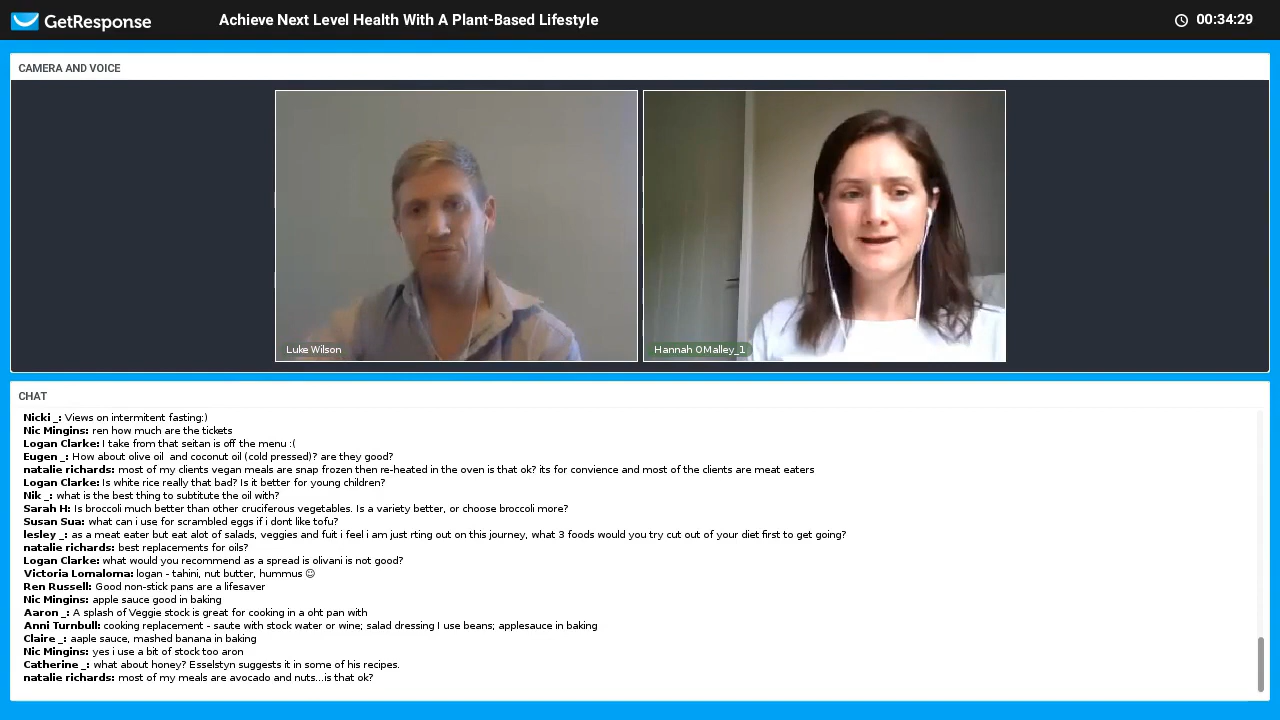 GetResponse
Achieve Next Level Health With A Plant-Based Lifestyle
00:34:29
CAMERA AND VOICE
Luke Wilson
Hannah OMalley_1
CHAT
Nicki _: Views on intermitent fasting:)
Nic Mingins: ren how much are the tickets
Logan Clarke: I take from that seitan is off the menu :(
Eugen _: How about olive oil  and coconut oil (cold pressed)? are they good?
natalie richards: most of my clients vegan meals are snap frozen then re-heated in the oven is that ok? its for convience and most of the clients are meat eaters
Logan Clarke: Is white rice really that bad? Is it better for young children?
Nik _: what is the best thing to subtitute the oil with?
Sarah H: Is broccoli much better than other cruciferous vegetables. Is a variety better, or choose broccoli more?
Susan Sua: what can i use for scrambled eggs if i dont like tofu?
lesley _: as a meat eater but eat alot of salads, veggies and fuit i feel i am just rting out on this journey, what 3 foods would you try cut out of your diet first to get going?
natalie richards: best replacements for oils?
Logan Clarke: what would you recommend as a spread is olivani is not good?
Victoria Lomaloma: logan - tahini, nut butter, hummus ☺
Ren Russell: Good non-stick pans are a lifesaver
Nic Mingins: apple sauce good in baking
Aaron _: A splash of Veggie stock is great for cooking in a oht pan with
Anni Turnbull: cooking replacement - saute with stock water or wine; salad dressing I use beans; applesauce in baking
Claire _: aaple sauce, mashed banana in baking
Nic Mingins: yes i use a bit of stock too aron
Catherine _: what about honey? Esselstyn suggests it in some of his recipes.
natalie richards: most of my meals are avocado and nuts...is that ok?